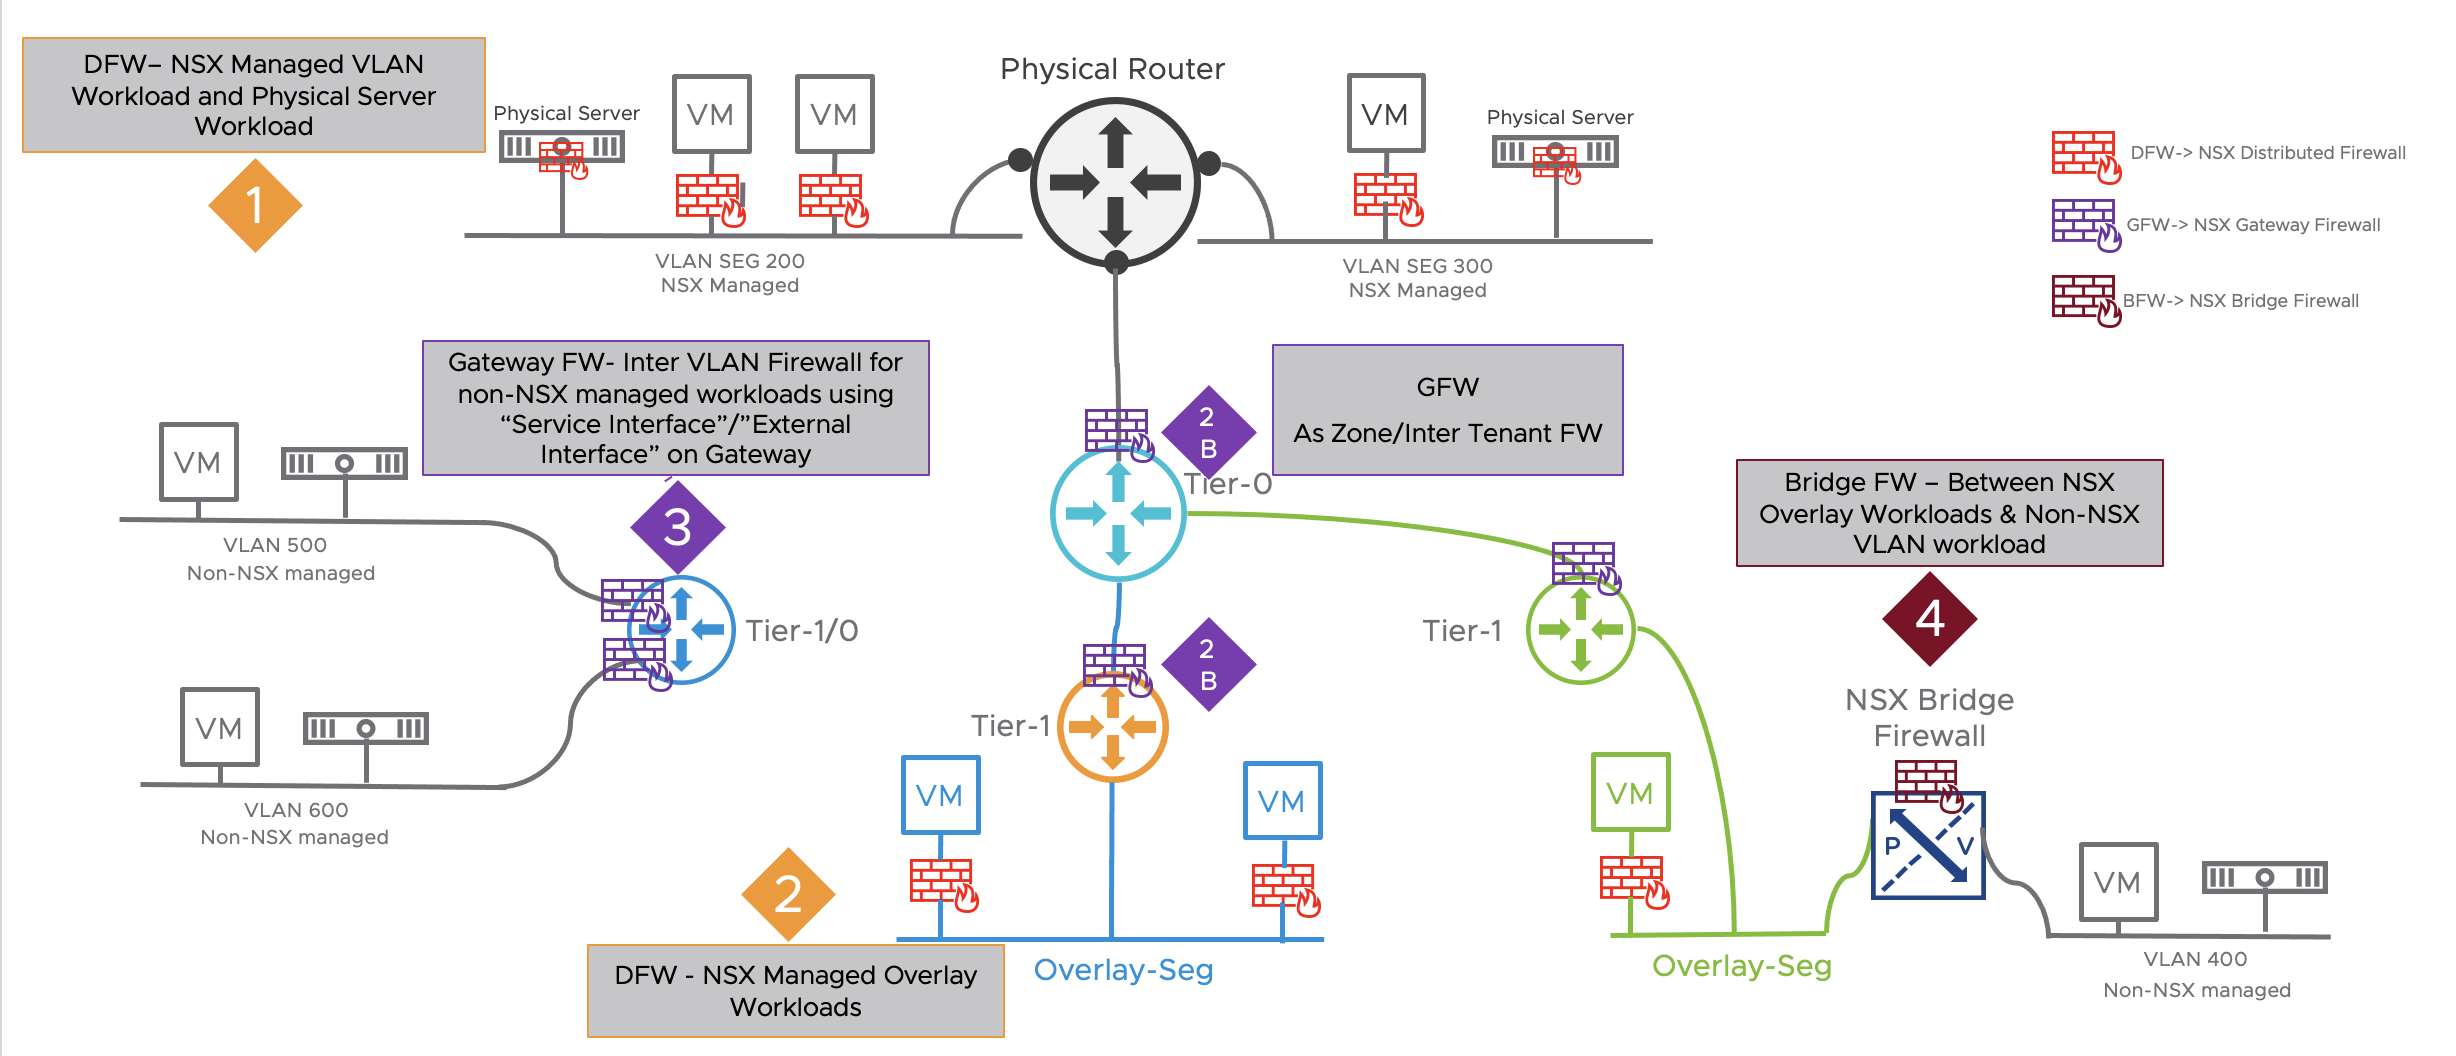 DFW– NSX Managed VLAN
Workload and Physical Server
Workload
1
Physical Server
VM
VM
VLAN SEG 200
NSX Managed
Physical Router
VM
Physical Server
VLAN SEG 300
NSX Managed
DFW-> NSX Distributed Firewall
GFW-> NSX Gateway Firewall
BFW-> NSX Bridge Firewall
Gateway FW- Inter VLAN Firewall for
non-NSX managed workloads using
“Service Interface”/”External
Interface” on Gateway
3
VM
VLAN 500
Non-NSX managed
Tier-1/0
VM
VLAN 600
Non-NSX managed
2
B
GFW
As Zone/Inter Tenant FW
Tier-0
2
B
Tier-1
Tier-1
VM
VM
Overlay-Seg
2
DFW - NSX Managed Overlay
Workloads
Bridge FW – Between NSX
Overlay Workloads & Non-NSX
VLAN workload
4
NSX Bridge
Firewall
P
V
VM
Overlay-Seg
VM
VLAN 400
Non-NSX managed